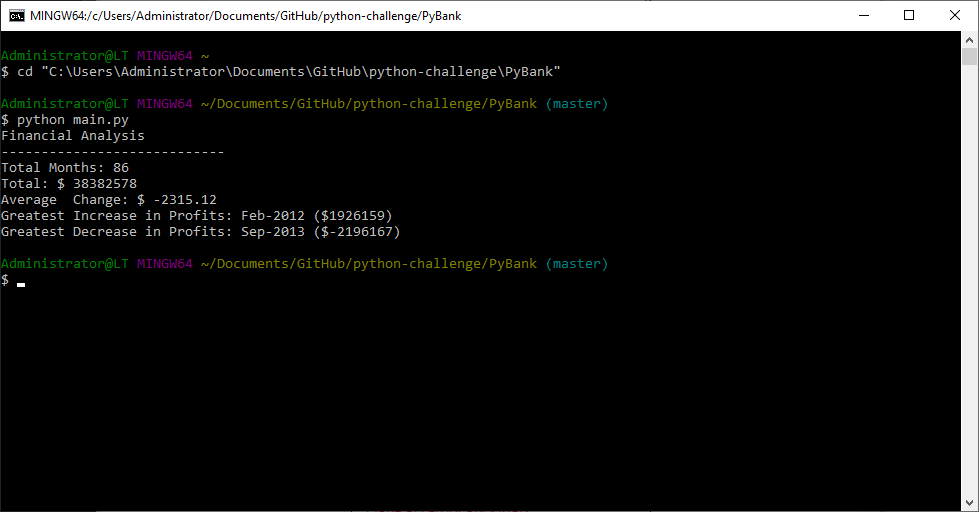 MINGW64:/c/Users/Administrator/Documents/GitHub/python-challenge/PyBank
Administrator@LT MINGW64 ~
$ cd "C:\Users\Administrator\Documents\GitHub\python-challenge\PyBank"
Administrator@LT MINGW64 ~/Documents/GitHub/python-challenge/PyBank (master)
$ python main.py
Financial Analysis
----------------------------
Total Months: 86
Total: $ 38382578
Average  Change: $ -2315.12
Greatest Increase in Profits: Feb-2012 ($1926159)
Greatest Decrease in Profits: Sep-2013 ($-2196167)
Administrator@LT MINGW64 ~/Documents/GitHub/python-challenge/PyBank (master)
$